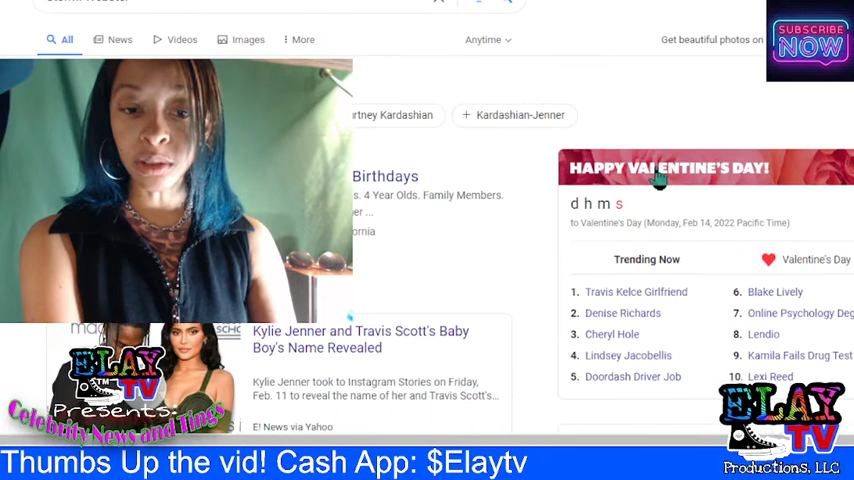 SUBSCRIBE
NOW
All
News
Videos
Images
More
Anytime
Get beautiful photos on
Kardashian
Kardashian-Jenner
Birthdays
s. 4 Year Olds. Family Members.
HAPPY VALENTINE'S DAY!
d h m s
to Valentine's Day (Monday, Feb 14, 2022 Pacific Time)
Trending Now
Valentine's Day
1. Travis Kelce Girlfriend
2. Denise Richards
3. Cheryl Hole
4. Lindsey Jacobellis
5. Doordash Driver Job
6. Blake Lively
7. Online Psychology Deg
8. Lendio
9. Kamila Fails Drug Test
10. Lexi Reed
Kylie Jenner and Travis Scott's Baby
Boy's Name Revealed
Kylie Jenner took to Instagram Stories on Friday,
Feb. 11 to reveal the name of her and Travis Scott's...
E! News via Yahoo
ELAY
TV
Presents:
Celebrity News and Tings
ELAY
TV
Productions, LLC
Thumbs Up the vid! Cash App: $Elaytv